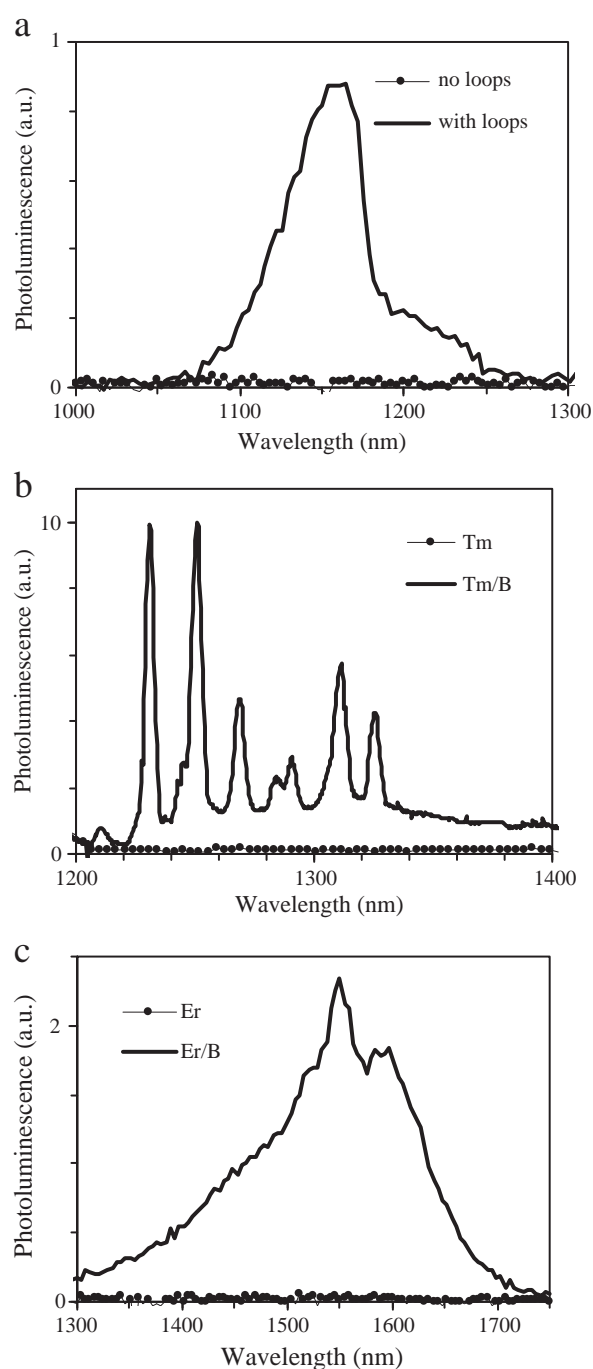 a
1
no loops
with loops
Photoluminescence (a.u.)
0
1000 1100 1200 1300
Wavelength (nm)
b
10
Tm
Tm/B
Photoluminescence (a.u.)
0
1200 1300 1400
Wavelength (nm)
c
Er
Er/B
2
Photoluminescence (a.u.)
0
1300 1400 1500 1600 1700
Wavelength (nm)